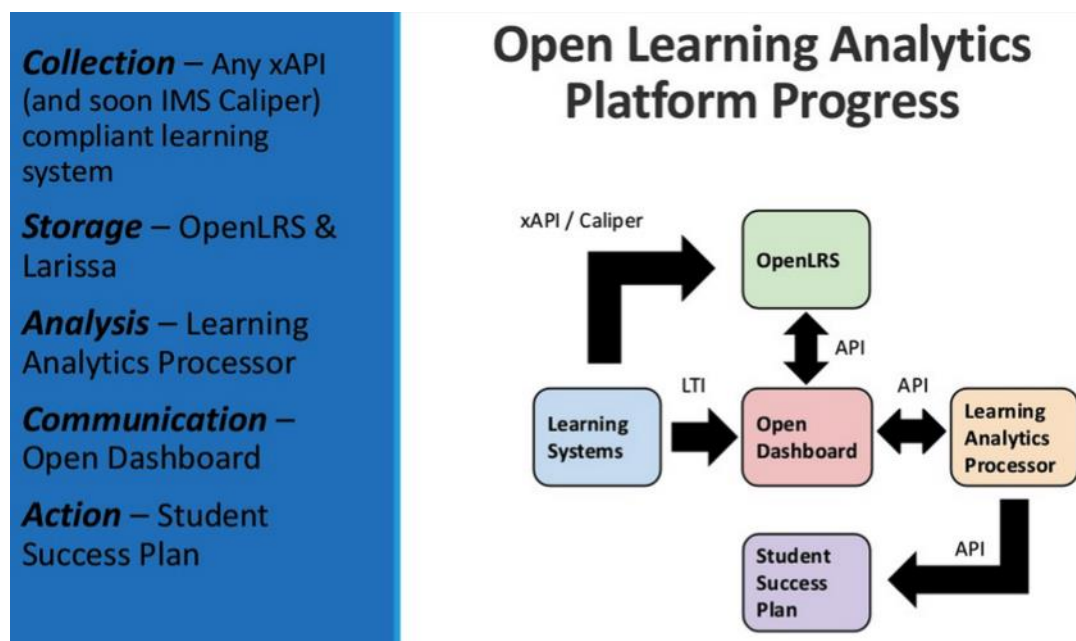 Collection – Any xAPI
(and soon IMS Caliper)
compliant learning
system
Storage – OpenLRS &
Larissa
Analysis – Learning
Analytics Processor
Communication –
Open Dashboard
Action – Student
Success Plan
Open Learning Analytics
Platform Progress
xAPI / Caliper
OpenLRS
API
LTI
API
Learning
Systems
Open
Dashboard
Learning
Analytics
Processor
API
Student
Success
Plan